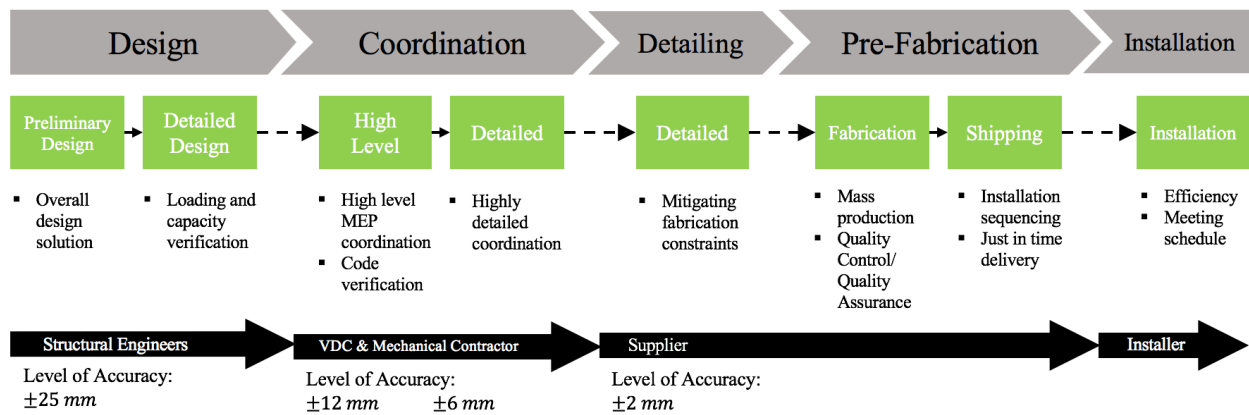 Design
Coordination
Detailing
Pre-Fabrication
Installation
Preliminary
Design
Detailed
Design
High
Level
Detailed
Detailed
Fabrication
Shipping
Installation
▪ Overall
design
solution
▪ Loading and
capacity
verification
▪ High level
MEP
coordination
▪ Code
verification
▪ Highly
detailed
coordination
▪ Mitigating
fabrication
constraints
▪ Mass
production
▪ Quality
Control/
Quality
Assurance
▪ Installation
sequencing
▪ Just in time
delivery
▪ Efficiency
▪ Meeting
schedule
Structural Engineers
VDC & Mechanical Contractor
Supplier
Installer
Level of Accuracy:
±25 mm
Level of Accuracy:
±12 mm ±6 mm
Level of Accuracy:
±2 mm